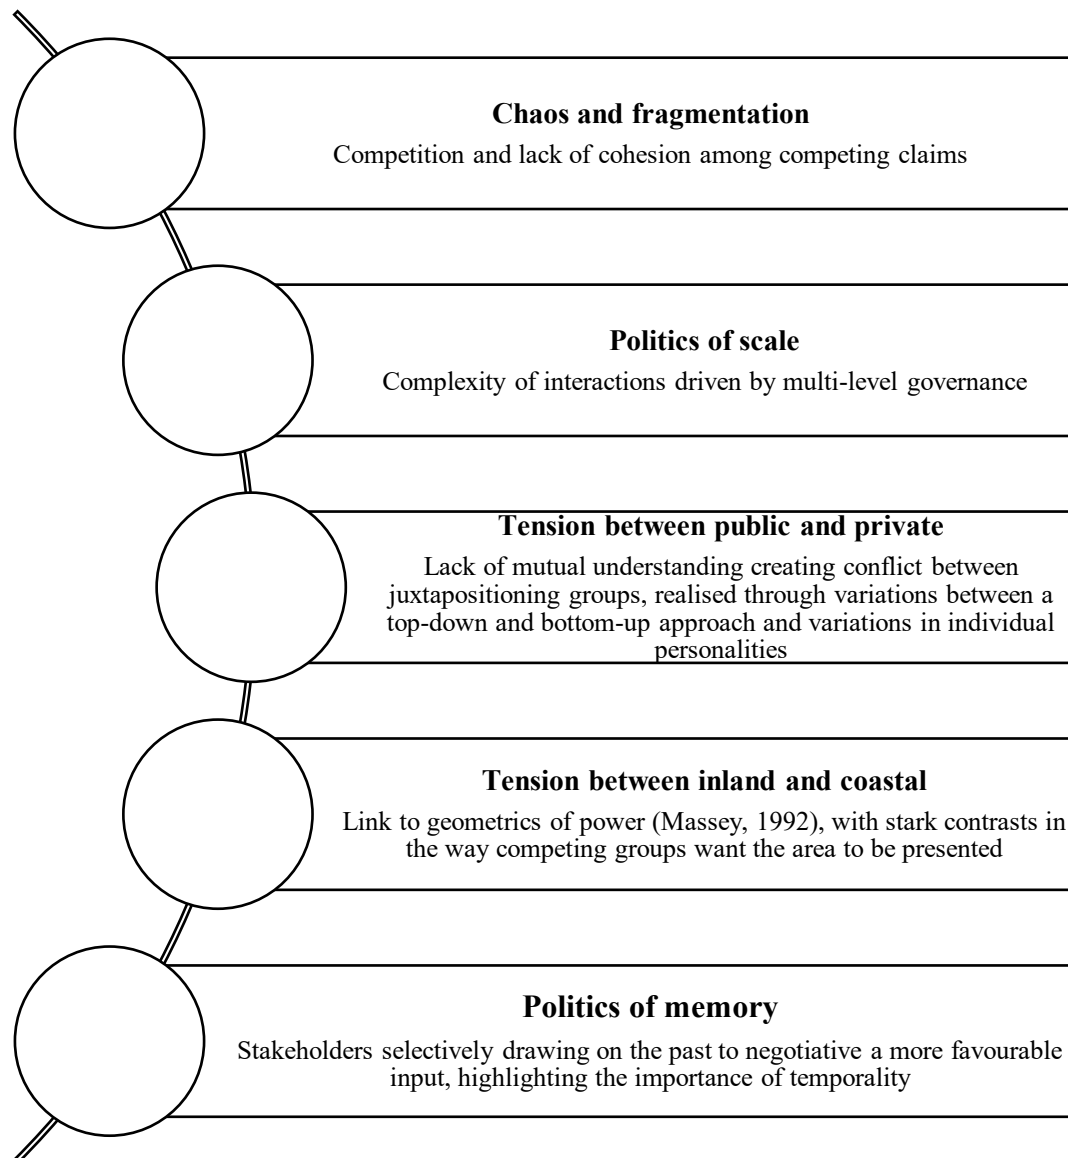 Chaos and fragmentation
Competition and lack of cohesion among competing claims
Politics of scale
Complexity of interactions driven by multi-level governance
Tension between public and private
Lack of mutual understanding creating conflict between
juxtapositioning groups, realised through variations between a
top-down and bottom-up approach and variations in individual
personalities
Tension between inland and coastal
Link to geometrics of power (Massey, 1992), with stark contrasts in
the way competing groups want the area to be presented
Politics of memory
Stakeholders selectively drawing on the past to negotiative a more favourable
input, highlighting the importance of temporality